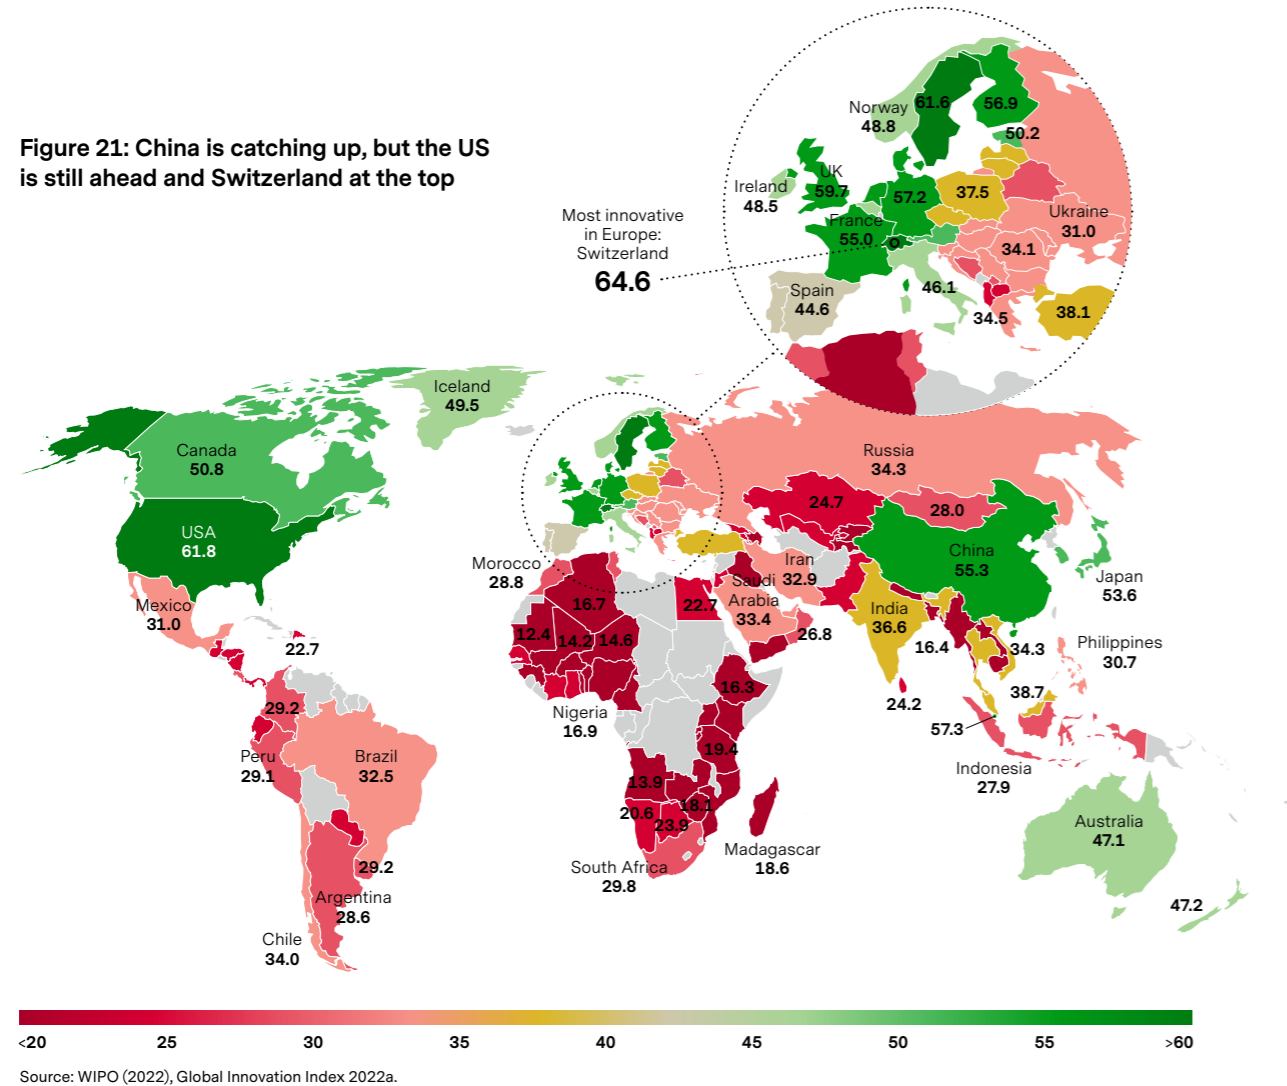 Figure 21: China is catching up, but the US
is still ahead and Switzerland at the top
Norway
48.8
61.6
56.9
50.2
UK
59.7
Ireland
48.5
57.2
37.5
Most innovative
in Europe:
Switzerland
64.6
France
55.0
Ukraine
31.0
34.1
Spain
44.6
46.1
34.5
38.1
Iceland
49.5
Canada
50.8
USA
61.8
Mexico
31.0
22.7
29.2
Peru
29.1
Brazil
32.5
29.2
Argentina
28.6
Chile
34.0
Russia
34.3
24.7
28.0
China
55.3
Japan
53.6
Morocco
28.8
16.7
22.7
12.4
14.2
14.6
Iran
32.9
Saudi
Arabia
33.4
26.8
India
36.6
16.4
34.3
Philippines
30.7
24.2
38.7
57.3
Indonesia
27.9
Nigeria
16.9
16.3
19.4
13.9
18.1
20.6
23.9
South Africa
29.8
Madagascar
18.6
Australia
47.1
47.2
<20 25 30 35 40 45 50 55 >60
Source: WIPO (2022), Global Innovation Index 2022a.